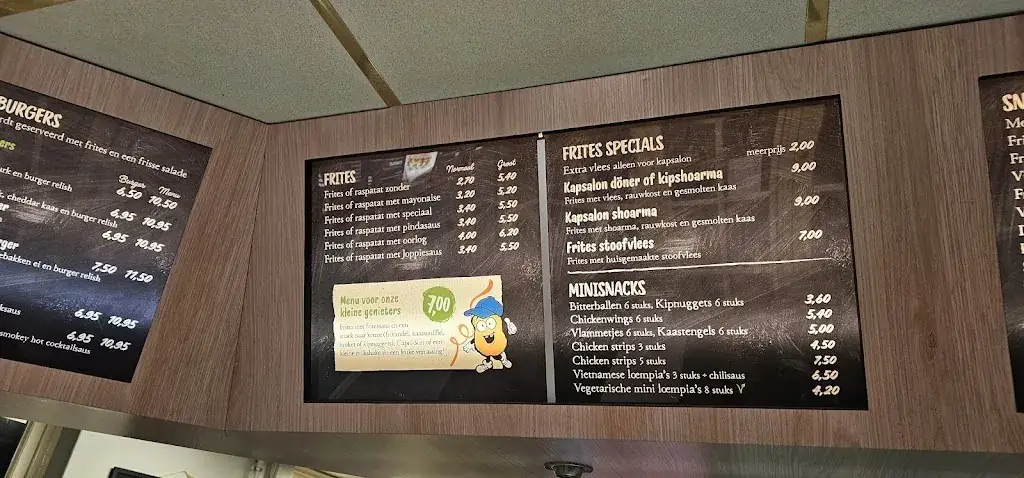 BURGERS
rdt geserveerd met frites en een frisse salade
Burger Menu
rk en burger relish 6,50 10,50
cheddar kaas en burger relish 6,95 10,95
6,95 10,95
ebakken ei en burger relish 7,50 11,50
6,95 10,95
smokey hot cocktailsaus 6,95 10,95
FRITES Normaal Groot
Frites of raspatat zonder 2,70 5,40
Frites of raspatat met mayonaise 3,20 5,20
Frites of raspatat met speciaal 3,40 5,50
Frites of raspatat met pindasaus 3,40 5,50
Frites of raspatat met oorlog 4,00 6,20
Frites of raspatat met Joppiesaus 3,40 5,50
Menu voor onze
kleine genieters
7,00
Frites met fritessaus en een
FRITES SPECIALS
Extra vlees alleen voor kapsalon meerprijs 2,00
Kapsalon döner of kipshoarma 9,00
Frites met vlees, rauwkost en gesmolten kaas
Kapsalon shoarma 9,00
Frites met shoarma, rauwkost en gesmolten kaas
Frites stoofvlees 7,00
Frites met huisgemaakte stoofvlees
MINISNACKS
Bitterballen 6 stuks, Kipnuggets 6 stuks 3,60
Chickenwings 6 stuks 5,40
Vlammetjes 6 stuks, Kaastengels 6 stuks 5,00
Chicken strips 3 stuks 4,50
Chicken strips 5 stuks 7,50
Vietnamese loempia's 3 stuks + chilisaus 6,50
Vegetarische mini loempia's 8 stuks V 4,20
SN